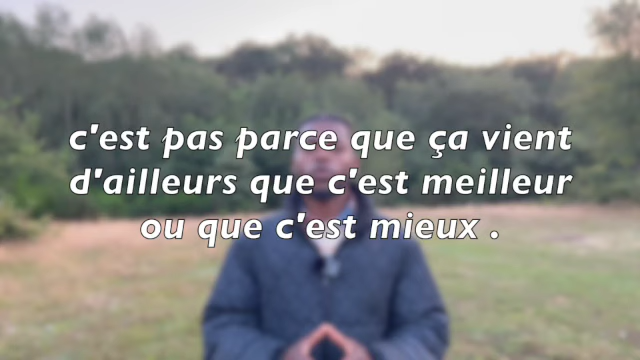 c'est pas parce que ça vient
d'ailleurs que c'est meilleur
ou que c'est mieux .